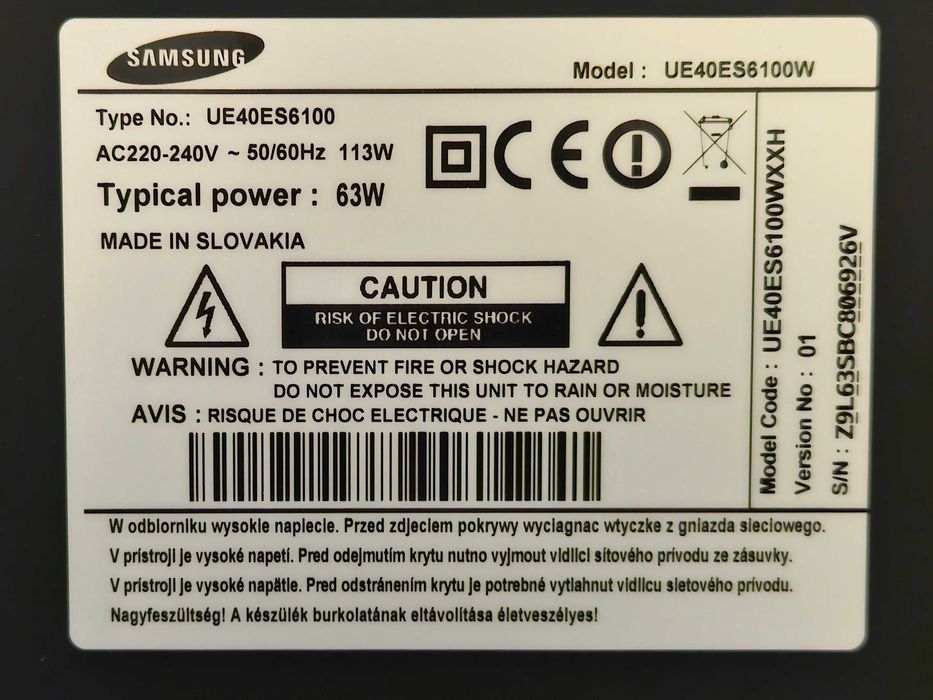 SAMSUNG
Model : UE40ES6100W
Type No.: UE40ES6100
AC220-240V ~ 50/60Hz 113W
Typical power : 63W
MADE IN SLOVAKIA
CE
CAUTION
RISK OF ELECTRIC SHOCK
DO NOT OPEN
WARNING : TO PREVENT FIRE OR SHOCK HAZARD
DO NOT EXPOSE THIS UNIT TO RAIN OR MOISTURE
AVIS : RISQUE DE CHOC ELECTRIQUE - NE PAS OUVRIR
Model Code : UE40ES6100WXXH
Version No : 01
S/N : Z9L63SBC806926V
W odbiorniku wysokie napiecie. Przed zdjeciem pokrywy wyciagnac wtyczke z gniazda sieciowego.
V prístroji je vysoké napetí. Pred odejmutím krytu nutno vyjmout vidlici sítového prívodu ze zásuvky.
V prístroji je vysoké napätie. Pred odstránením krytu je potrebné vytiahnut vidlicu sietového prívodu.
Nagyfeszültség! A készülék burkolatának eltávolítása életveszélyes!